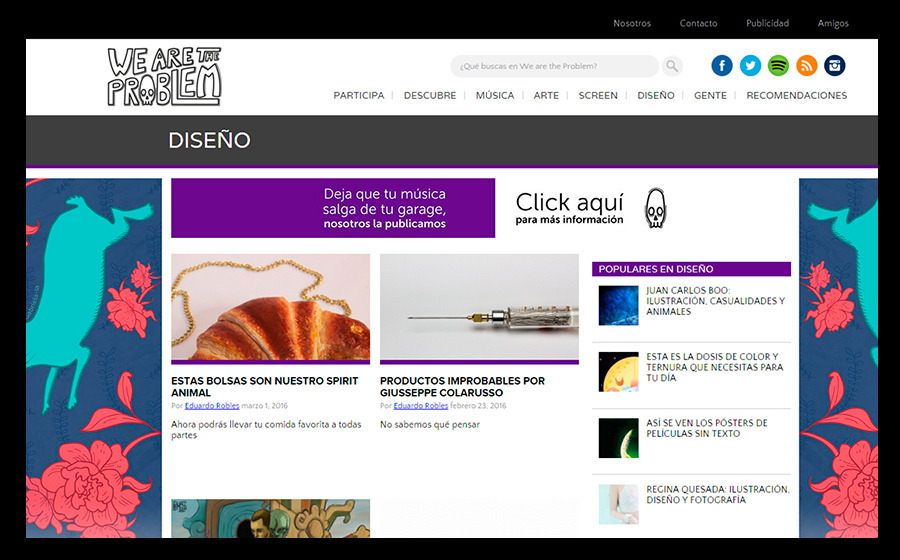 Nosotros
Contacto
Publicidad
Amigos
WE ARE THE
PROBLEM
¿Qué buscas en We are the Problem?
PARTICIPA
DESCUBRE
MÚSICA
ARTE
SCREEN
DISEÑO
GENTE
RECOMENDACIONES
DISEÑO
Deja que tu música
salga de tu garage,
nosotros la publicamos
Click aquí
para más información
ESTAS BOLSAS SON NUESTRO SPIRIT
ANIMAL
Por Eduardo Robles marzo 1, 2016
Ahora podrás llevar tu comida favorita a todas
partes
PRODUCTOS IMPROBABLES POR
GIUSSEPPE COLARUSSO
Por Eduardo Robles febrero 23, 2016
No sabemos qué pensar
POPULARES EN DISEÑO
JUAN CARLOS BOO:
ILUSTRACIÓN, CASUALIDADES Y
ANIMALES
ESTA ES LA DOSIS DE COLOR Y
TERNURA QUE NECESITAS PARA
TU DÍA
ASÍ SE VEN LOS PÓSTERS DE
PELÍCULAS SIN TEXTO
REGINA QUESADA: ILUSTRACIÓN,
DISEÑO Y FOTOGRAFÍA